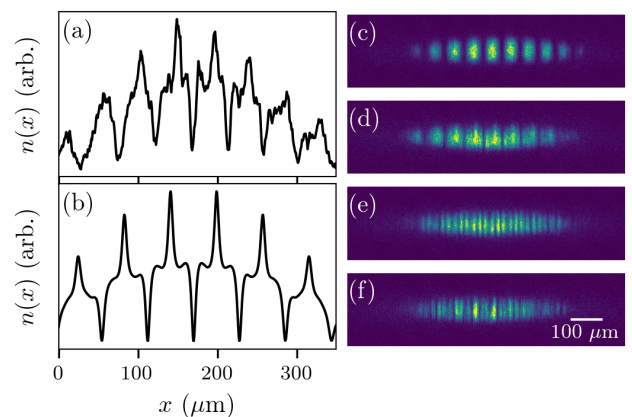 (a)
n(x) (arb.)
(b)
n(x) (arb.)
0 100 200 300
x (μm)
(c)
(d)
(e)
(f)
100 μm